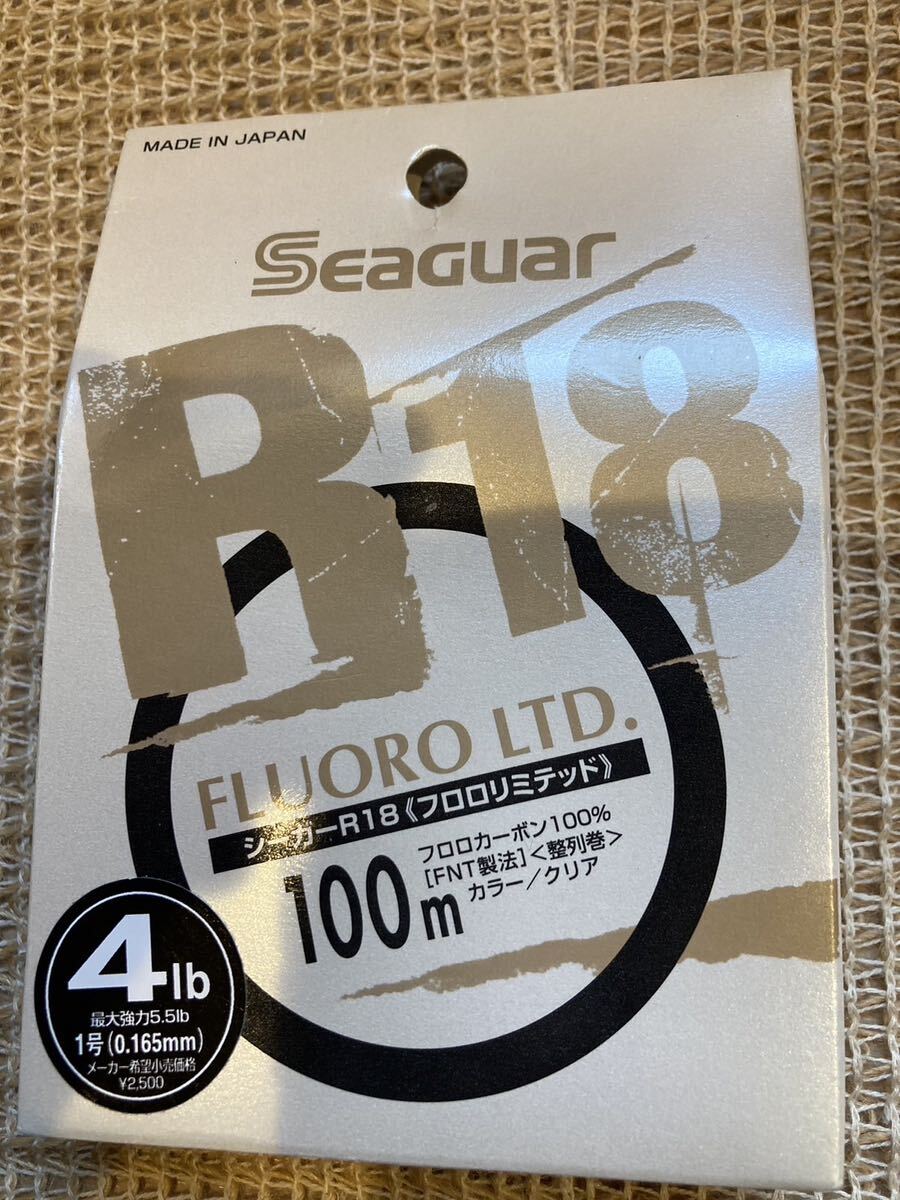 MADE IN JAPAN
SEAGUAR
R18
FLUORO LTD.
シーガーR18《フロロリミテッド》
100m
フロロカーボン100%
[FNT製法]<整列巻>
カラー/クリア
4lb
最大強力5.5lb
1号(0.165mm)
メーカー希望小売価格
¥2,500